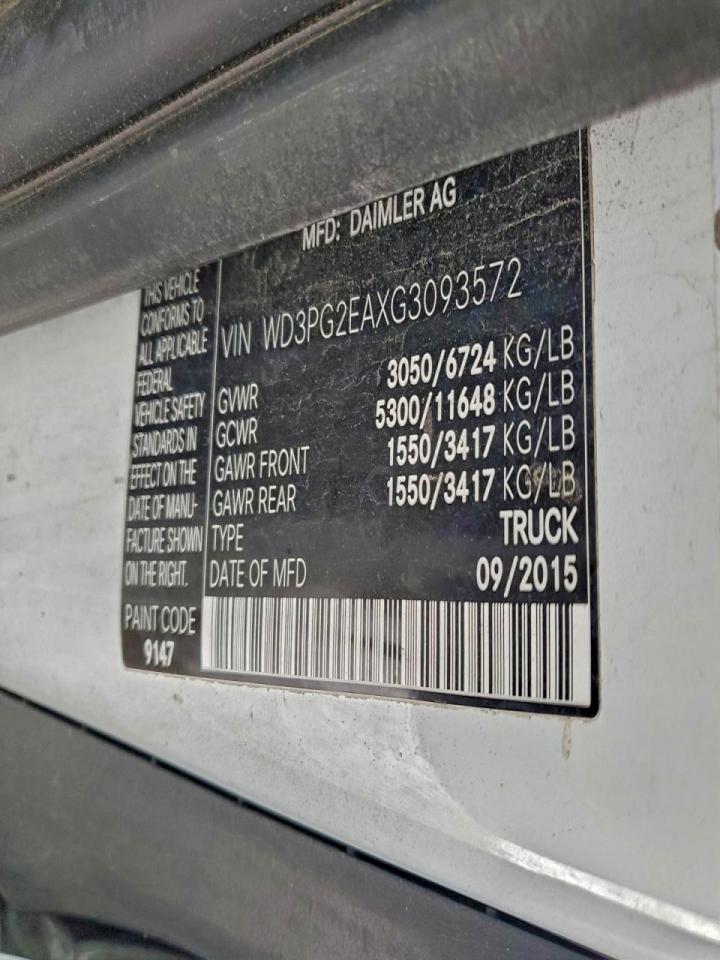 MFD: DAIMLER AG
THIS VEHICLE
CONFORMS TO
ALL APPLICABLE
FEDERAL
VEHICLE SAFETY
STANDARDS IN
EFFECT ON THE
DATE OF MANU-
FACTURE SHOWN
ON THE RIGHT.
PAINT CODE
9147
VIN WD3PG2EAXG3093572
GVWR 3050/6724 KG/LB
GCWR 5300/11648 KG/LB
GAWR FRONT 1550/3417 KG/LB
GAWR REAR 1550/3417 KG/LB
TYPE TRUCK
DATE OF MFD 09/2015